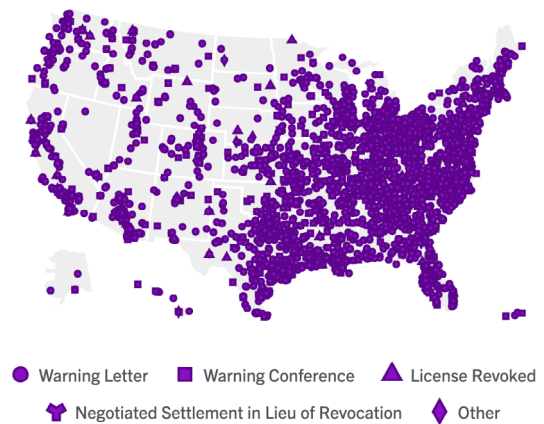 Warning Letter Warning Conference License Revoked
Negotiated Settlement in Lieu of Revocation Other